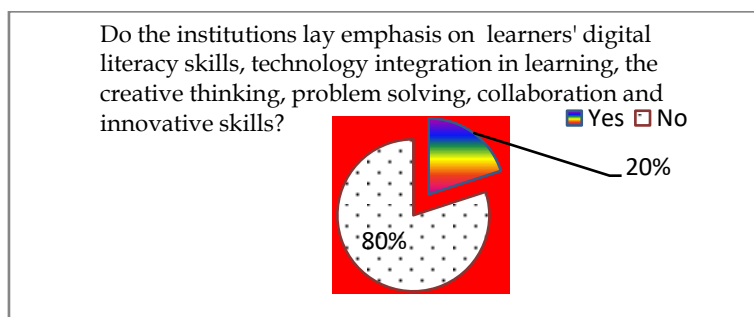 Do the institutions lay emphasis on learners' digital
literacy skills, technology integration in learning, the
creative thinking, problem solving, collaboration and
innovative skills?
Yes No
20%
80%